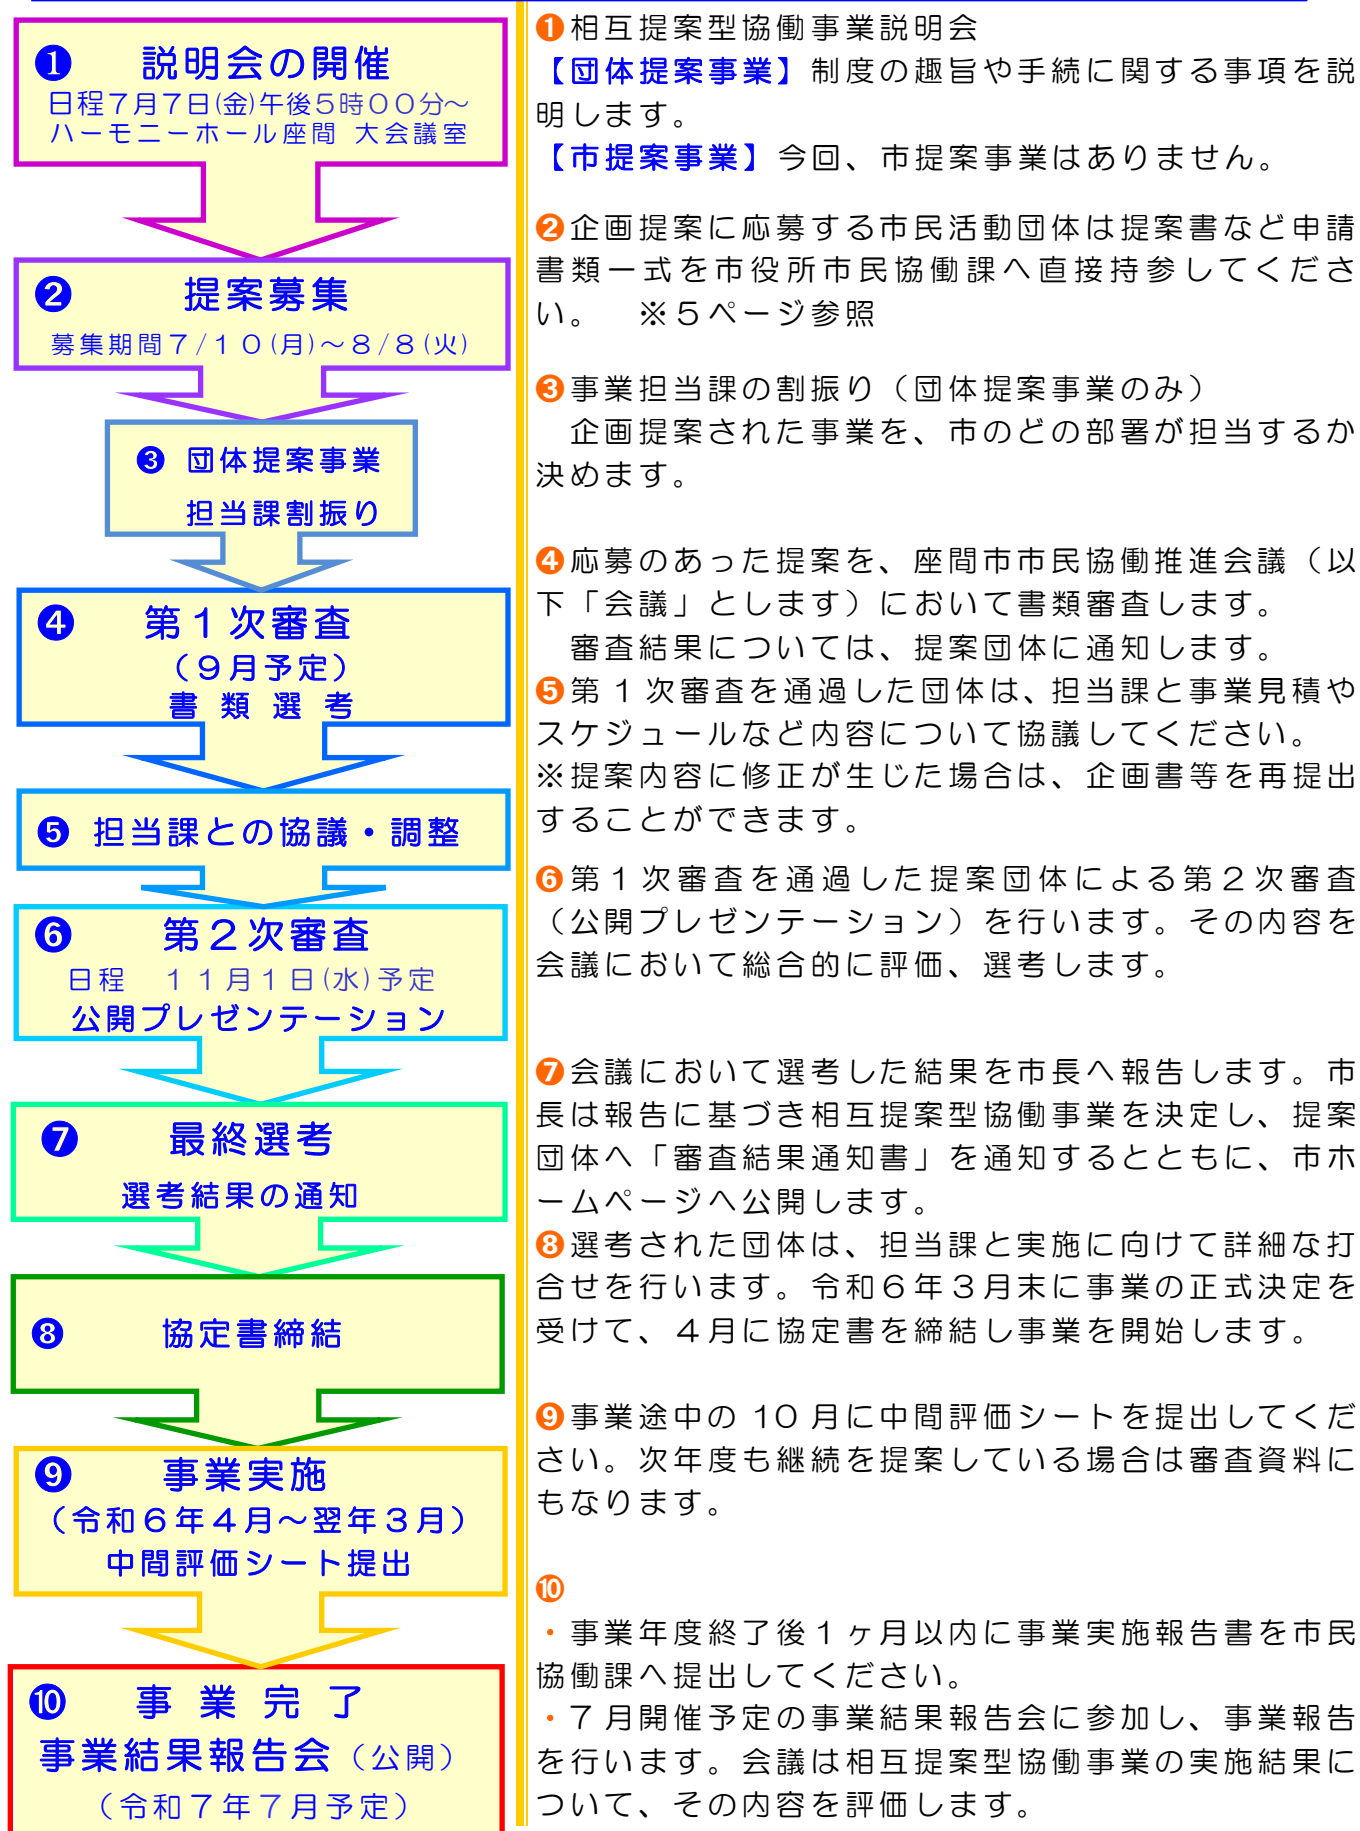 ❶ 説明会の開催
日程７月７日(金)午後５時００分～
ハーモニーホール座間 大会議室
❷ 提案募集
募集期間７/１０(月)～８/８(火)
❸ 団体提案事業
担当課割振り
❹ 第１次審査
（９月予定）
書類選考
❺ 担当課との協議・調整
❻ 第２次審査
日程 １１月１日(水)予定
公開プレゼンテーション
❼ 最終選考
選考結果の通知
❽ 協定書締結
❾ 事業実施
（令和６年４月～翌年３月）
中間評価シート提出
❿ 事業完了
事業結果報告会（公開）
（令和７年７月予定）
❶相互提案型協働事業説明会
【団体提案事業】制度の趣旨や手続に関する事項を説
明します。
【市提案事業】今回、市提案事業はありません。
❷企画提案に応募する市民活動団体は提案書など申請
書類一式を市役所市民協働課へ直接持参してくださ
い。 ※５ページ参照
❸事業担当課の割振り（団体提案事業のみ）
企画提案された事業を、市のどの部署が担当するか
決めます。
❹応募のあった提案を、座間市市民協働推進会議（以
下「会議」とします）において書類審査します。
審査結果については、提案団体に通知します。
❺第１次審査を通過した団体は、担当課と事業見積や
スケジュールなど内容について協議してください。
※提案内容に修正が生じた場合は、企画書等を再提出
することができます。
❻第１次審査を通過した提案団体による第２次審査
（公開プレゼンテーション）を行います。その内容を
会議において総合的に評価、選考します。
❼会議において選考した結果を市長へ報告します。市
長は報告に基づき相互提案型協働事業を決定し、提案
団体へ「審査結果通知書」を通知するとともに、市ホ
ームページへ公開します。
❽選考された団体は、担当課と実施に向けて詳細な打
合せを行います。令和６年３月末に事業の正式決定を
受けて、４月に協定書を締結し事業を開始します。
❾事業途中の 10 月に中間評価シートを提出してくだ
さい。次年度も継続を提案している場合は審査資料に
もなります。
❿
・事業年度終了後１ヶ月以内に事業実施報告書を市民
協働課へ提出してください。
・７月開催予定の事業結果報告会に参加し、事業報告
を行います。会議は相互提案型協働事業の実施結果に
ついて、その内容を評価します。